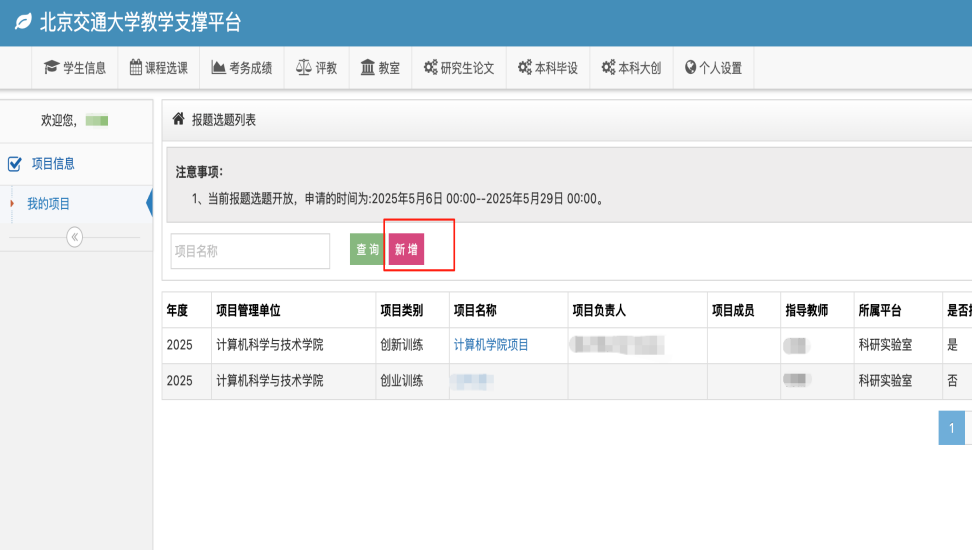 北京交通大学教学支撑平台
学生信息 课程选课 考务成绩 评教 教室 研究生论文 本科毕设 本科大创 个人设置
欢迎您,
报题选题列表
项目信息
我的项目
注意事项:
1、当前报题选题开放，申请的时间为:2025年5月6日 00:00--2025年5月29日 00:00。
项目名称 查 询 新 增
年度 项目管理单位 项目类别 项目名称 项目负责人 项目成员 指导教师 所属平台 是否
2025 计算机科学与技术学院 创新训练 计算机学院项目 科研实验室 是
2025 计算机科学与技术学院 创业训练 科研实验室 否
1